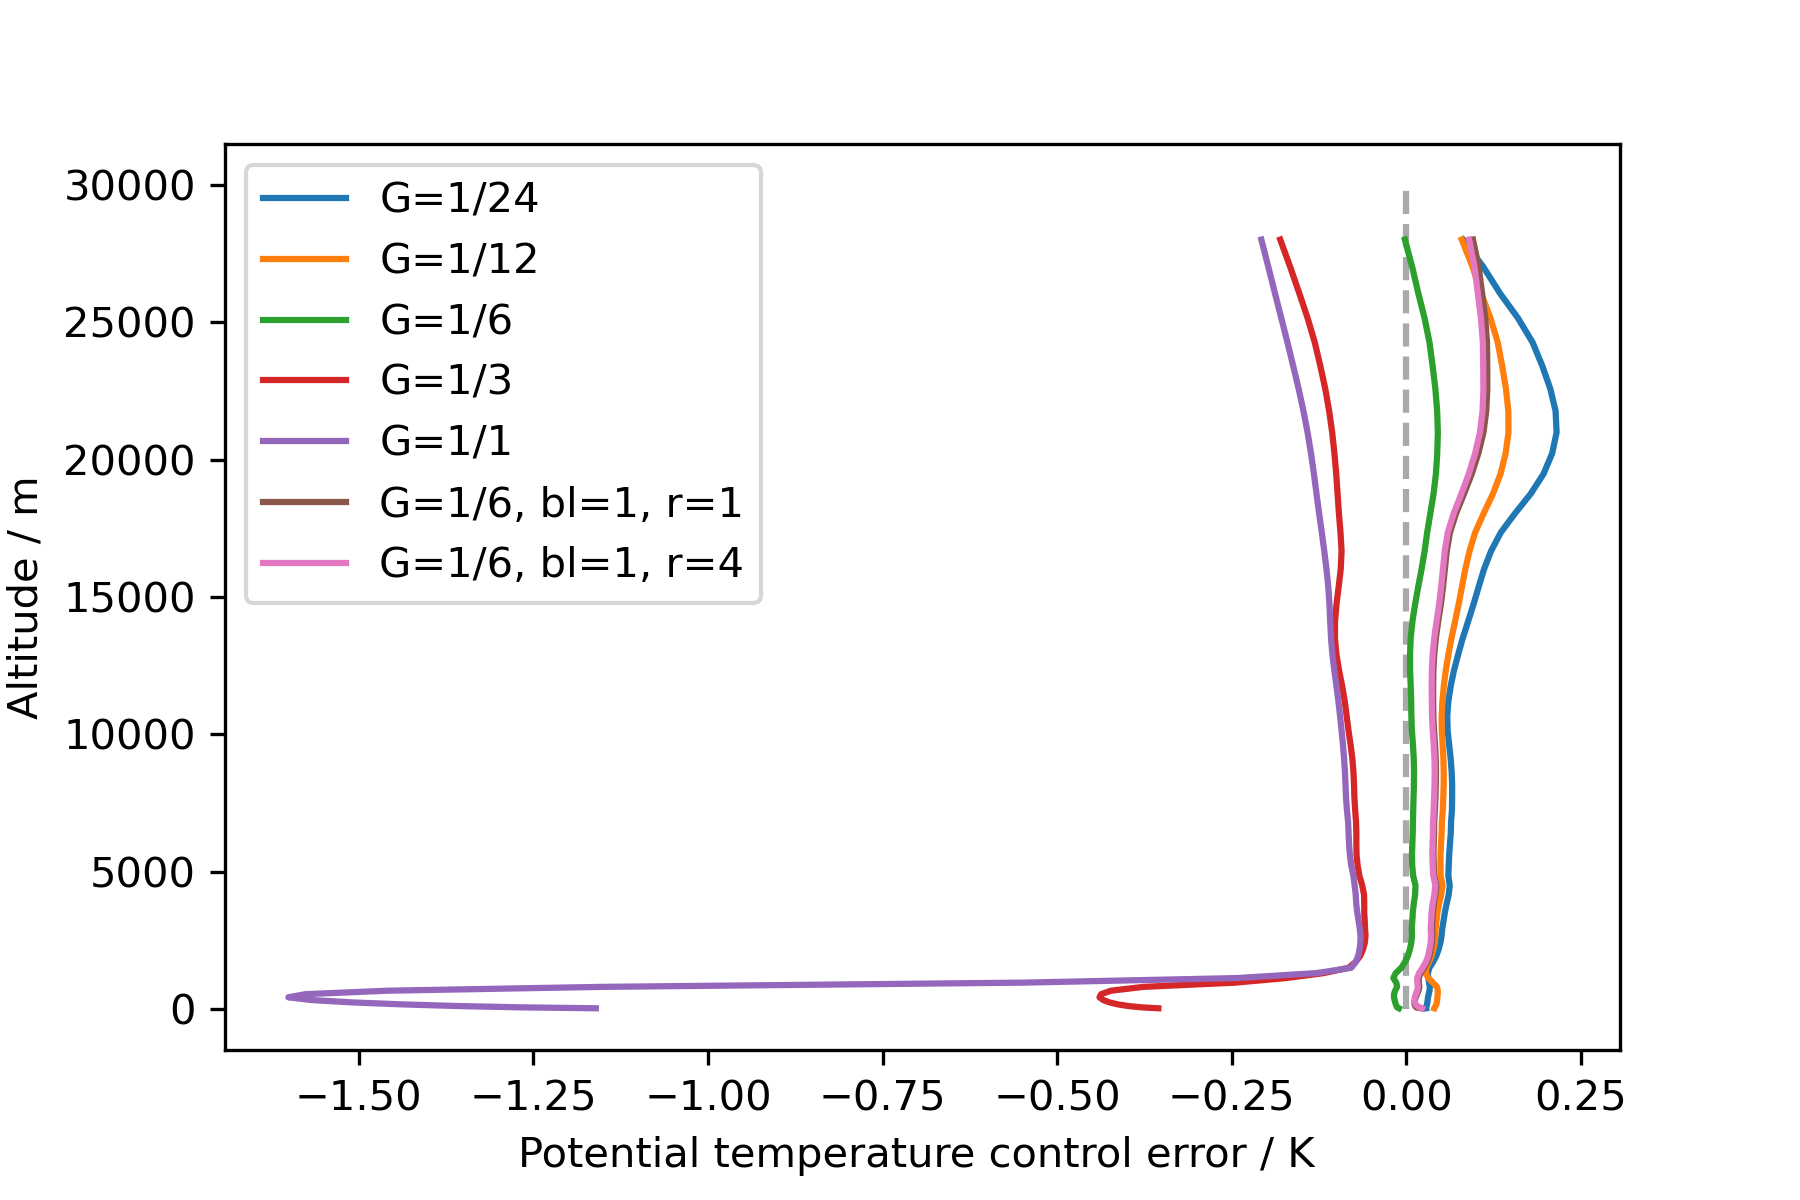 G=1/24
G=1/12
G=1/6
G=1/3
G=1/1
G=1/6, bl=1, r=1
G=1/6, bl=1, r=4
30000
25000
20000
15000
10000
5000
0
Altitude / m
−1.50
−1.25
−1.00
−0.75
−0.50
−0.25
0.00
0.25
Potential temperature control error / K